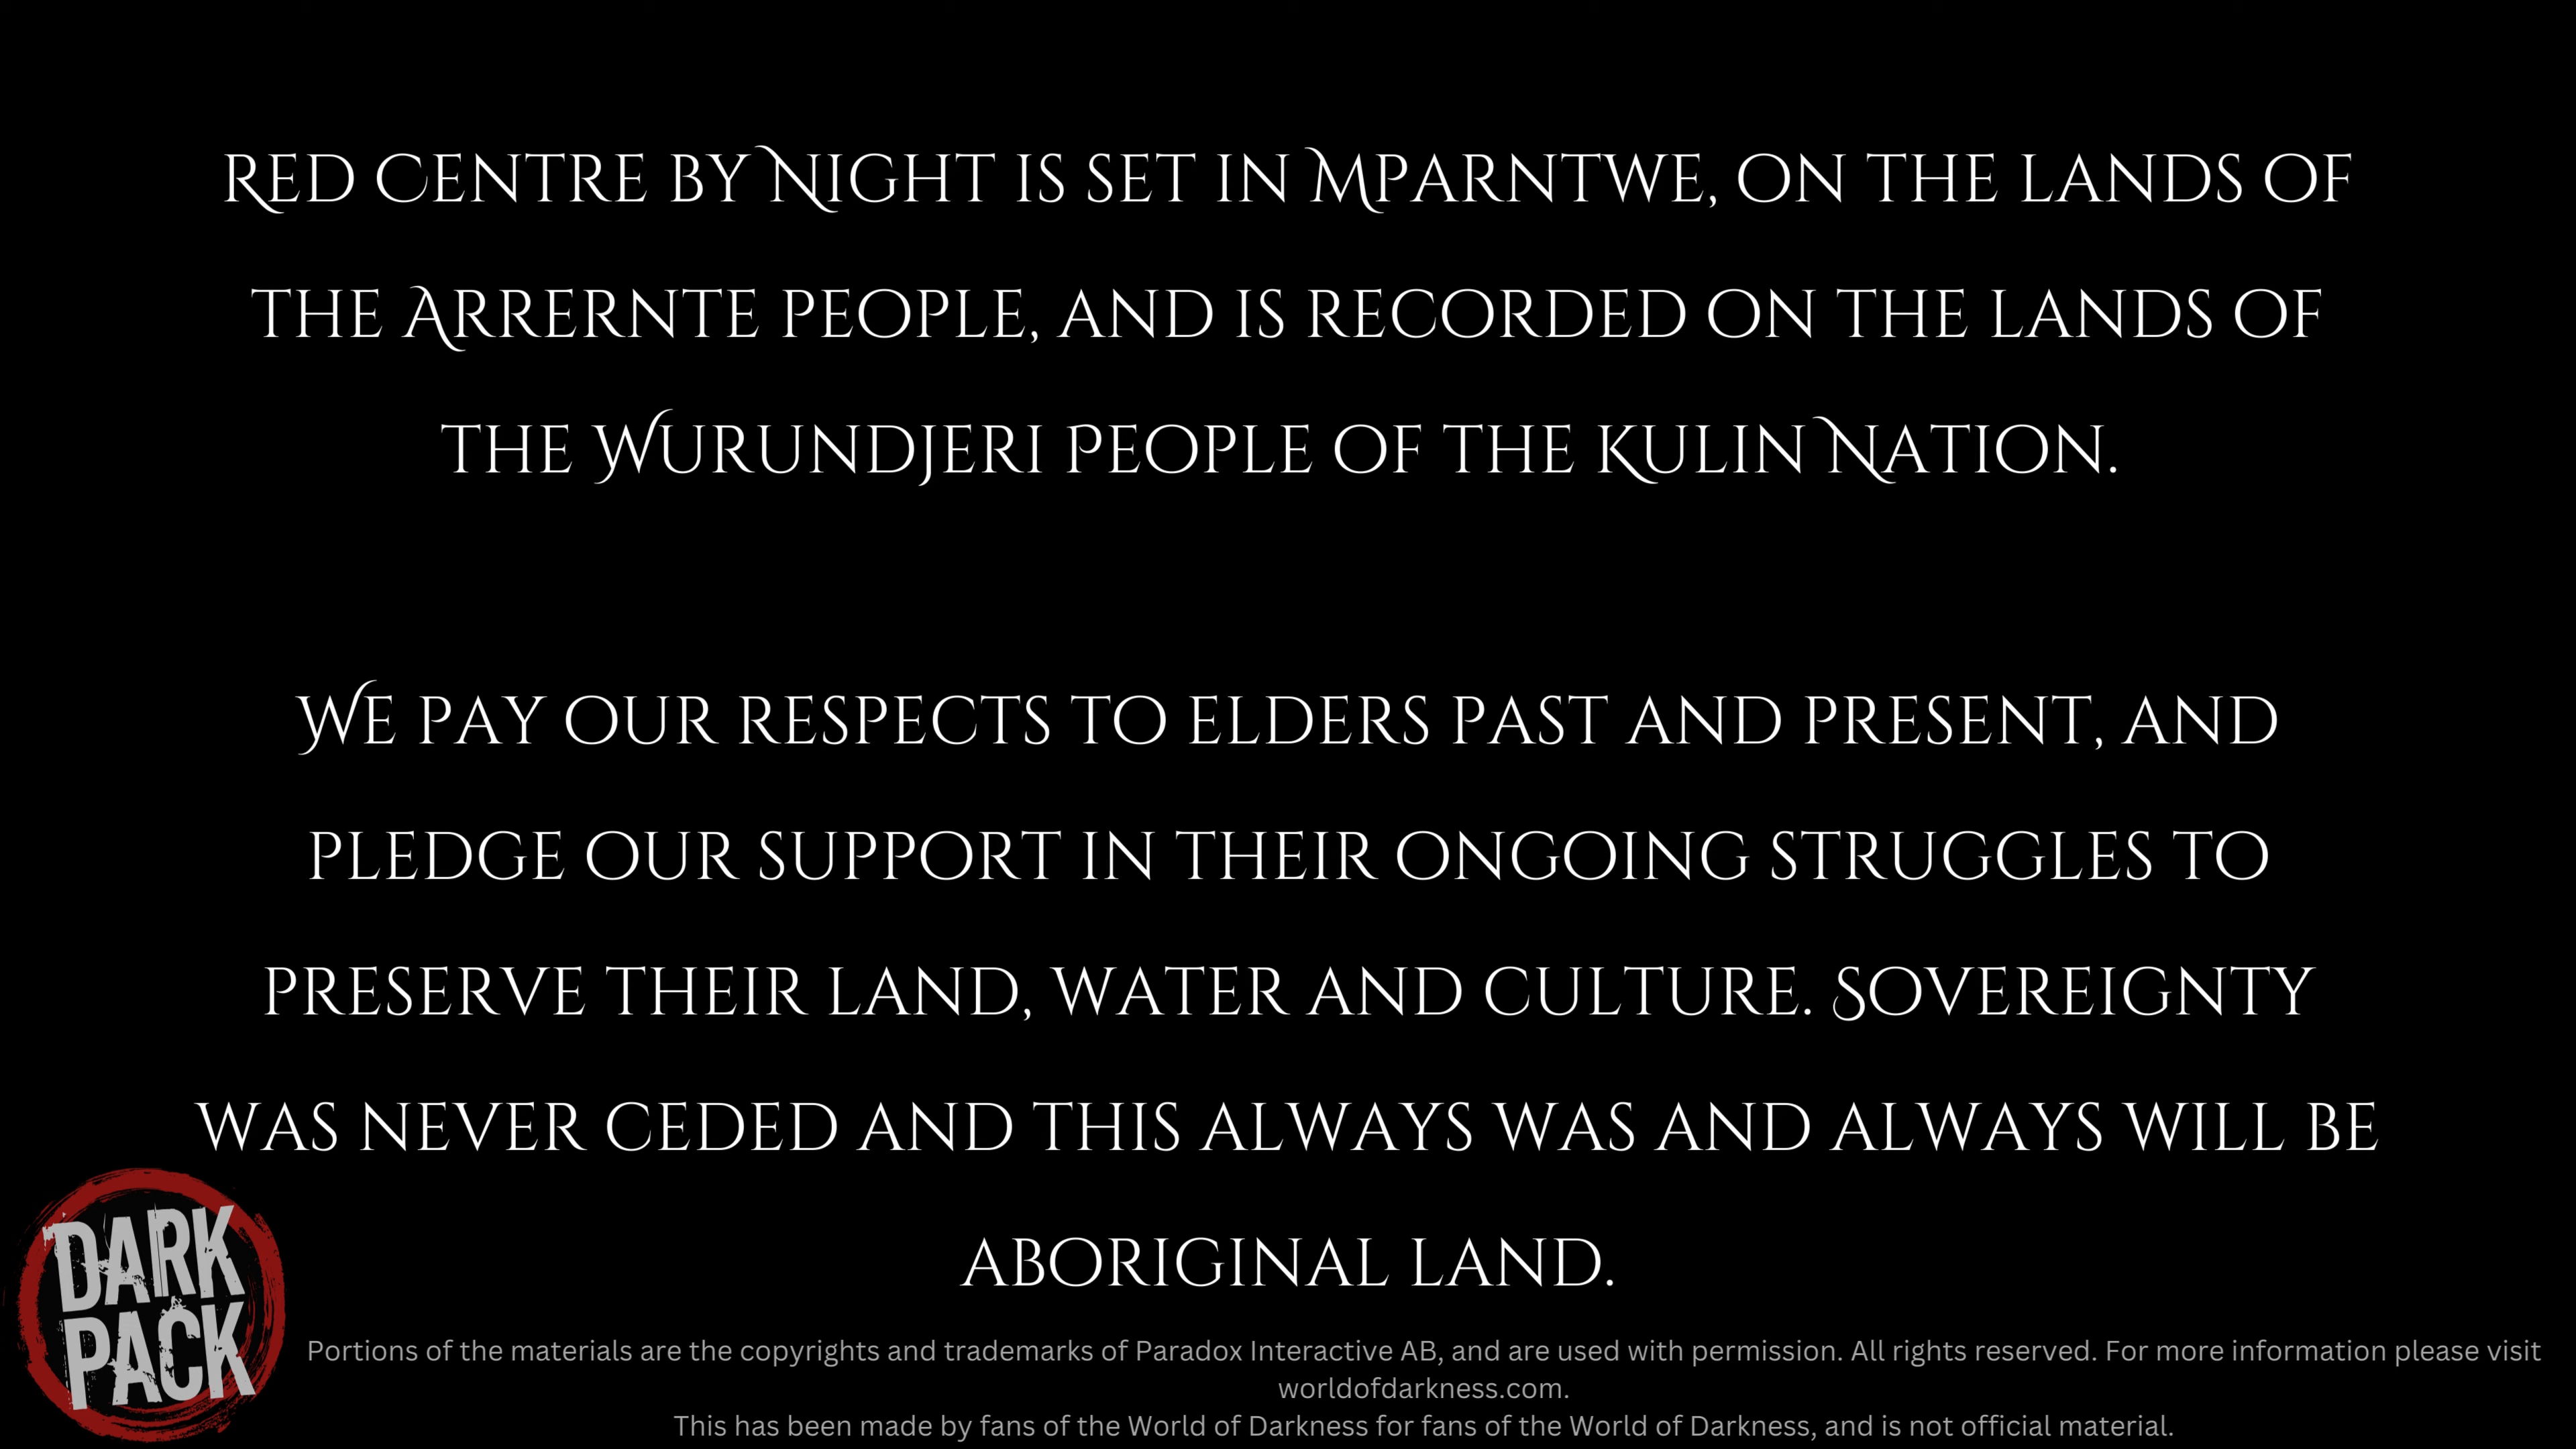 Red Centre by Night is set in Mparntwe, on the lands of
the Arrernte people, and is recorded on the lands of
the Wurundjeri People of the Kulin Nation.
We pay our respects to elders past and present, and
pledge our support in their ongoing struggles to
preserve their land, water and culture. Sovereignty
was never ceded and this always was and always will be
aboriginal land.
DARK
PACK
Portions of the materials are the copyrights and trademarks of Paradox Interactive AB, and are used with permission. All rights reserved. For more information please visit
worldofdarkness.com.
This has been made by fans of the World of Darkness for fans of the World of Darkness, and is not official material.